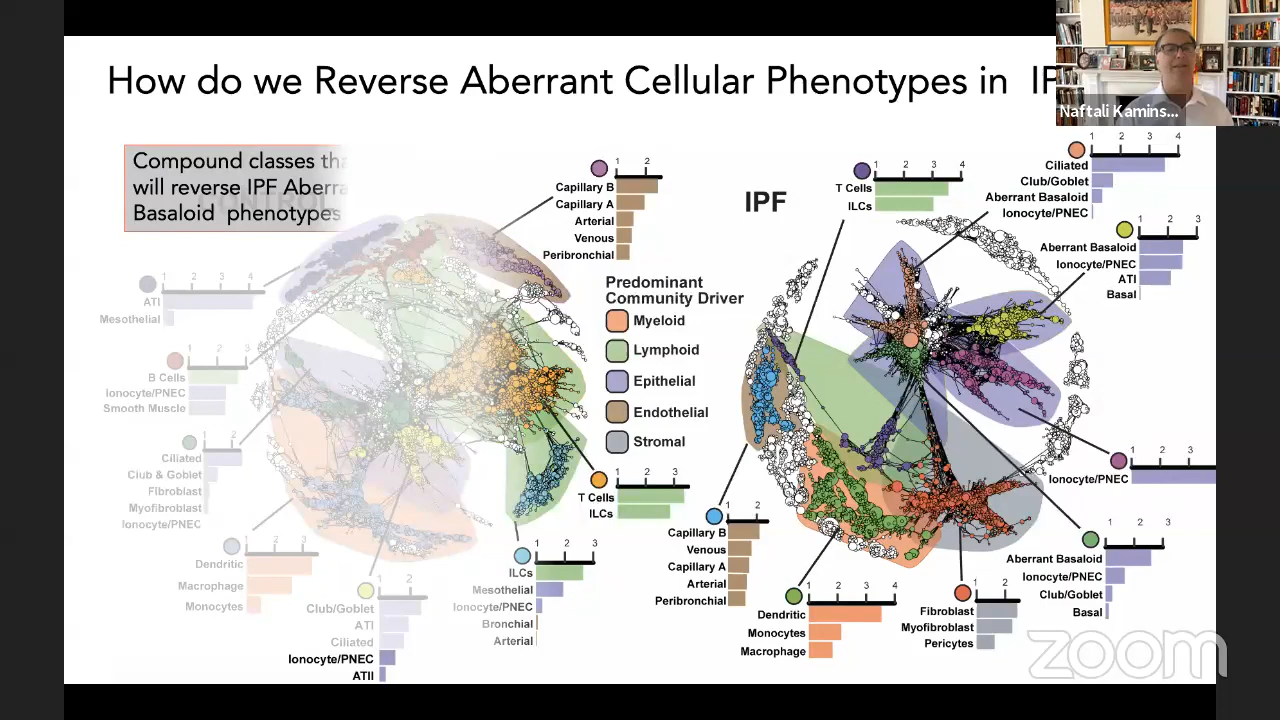 How do we Reverse Aberrant Cellular Phenotypes in IP
Naftali Kamins...
Compound classes tha
will reverse IPF Aberra
Basaloid phenotypes
1 2
Capillary B
Capillary A
Arterial
Venous
Peribronchial
1 2 3 4
ATI
Mesothelial
1 2 3
B Cells
Ionocyte/PNEC
Smooth Muscle
1 2
Ciliated
Club & Goblet
Fibroblast
Myofibroblast
Ionocyte/PNEC
1 2 3
Dendritic
Macrophage
Monocytes
1 2
Club/Goblet
ATI
Ciliated
Ionocyte/PNEC
ATII
1 2 3
ILCs
Mesothelial
Ionocyte/PNEC
Bronchial
Arterial
1 2 3
T Cells
ILCs
Predominant
Community Driver
Myeloid
Lymphoid
Epithelial
Endothelial
Stromal
IPF
1 2 3 4
T Cells
ILCs
1 2 3 4
Ciliated
Club/Goblet
Aberrant Basaloid
Ionocyte/PNEC
1 2 3
Aberrant Basaloid
Ionocyte/PNEC
ATI
Basal
1 2 3
Ionocyte/PNEC
1 2 3
Aberrant Basaloid
Ionocyte/PNEC
Club/Goblet
Basal
1 2
Fibroblast
Myofibroblast
Pericytes
1 2 3 4
Dendritic
Monocytes
Macrophage
1 2
Capillary B
Venous
Capillary A
Arterial
Peribronchial
zoom